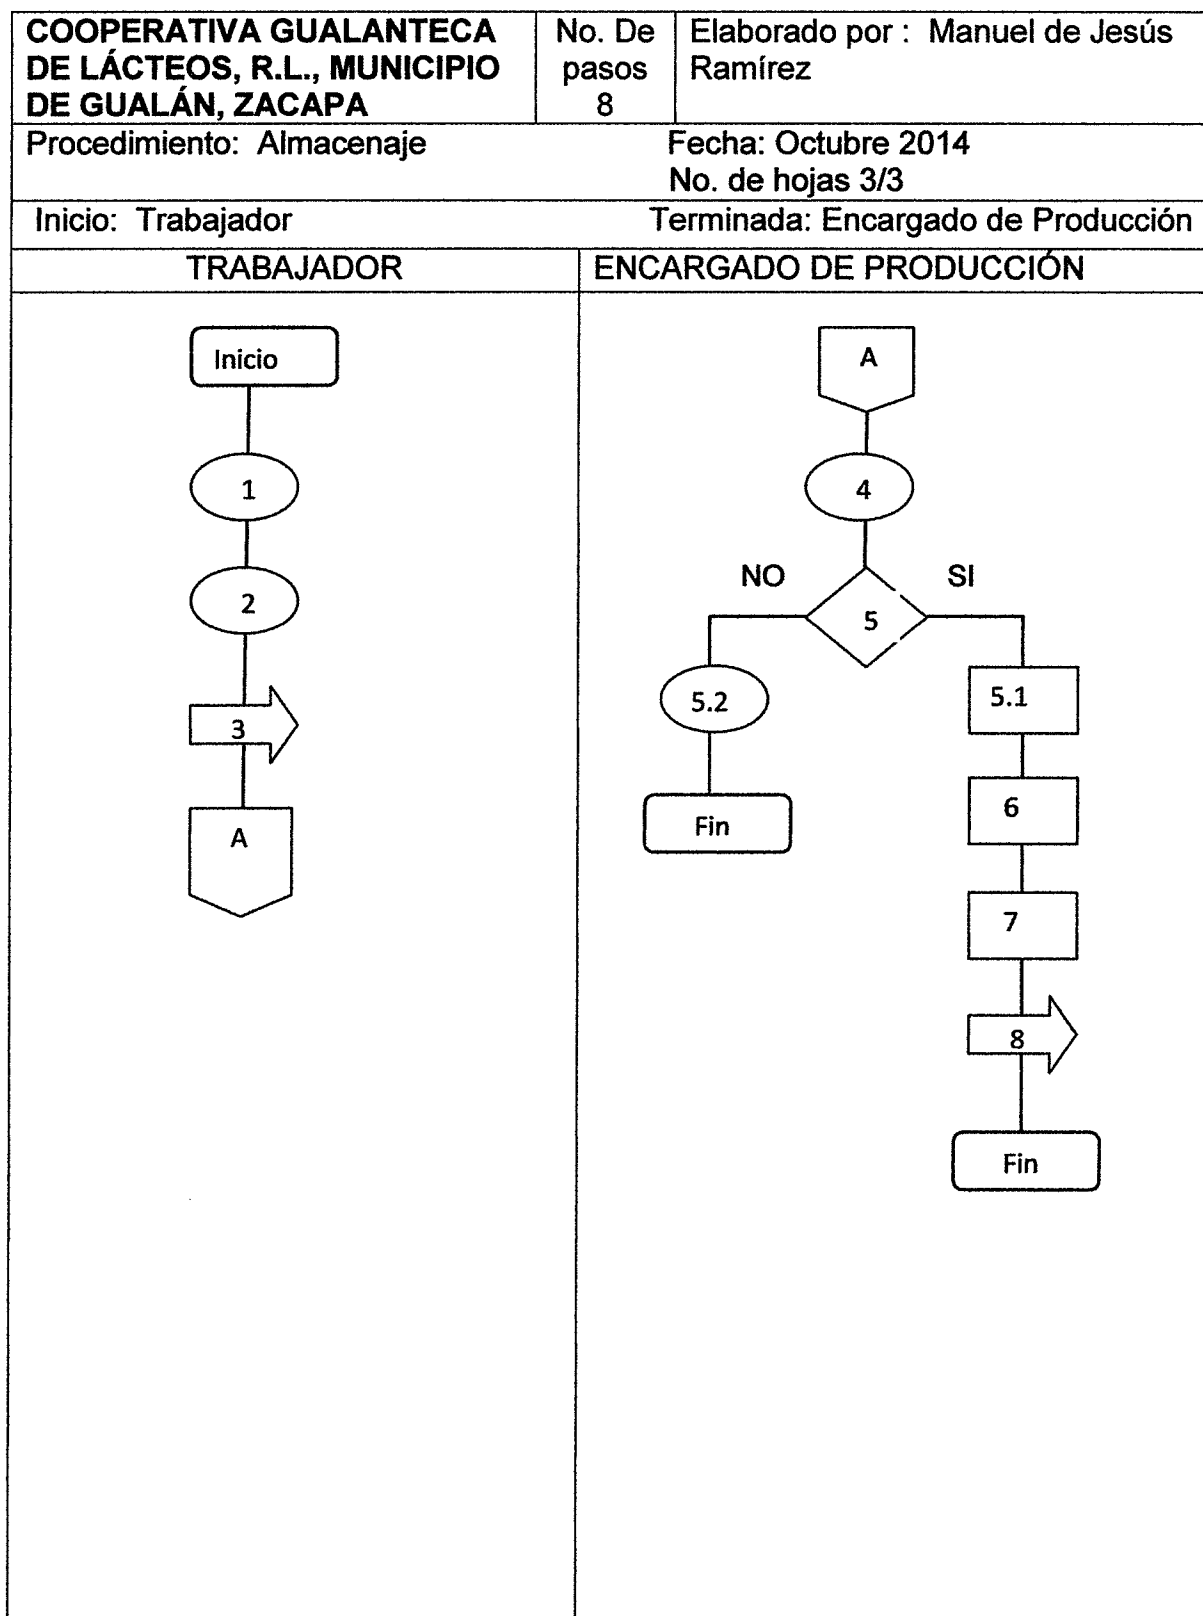 COOPERATIVA GUALANTECA
DE LÁCTEOS, R.L., MUNICIPIO
DE GUALÁN, ZACAPA
No. De
pasos
8
Elaborado por : Manuel de Jesús
Ramírez
Procedimiento: Almacenaje
Fecha: Octubre 2014
No. de hojas 3/3
Inicio: Trabajador
Terminada: Encargado de Producción
TRABAJADOR
ENCARGADO DE PRODUCCIÓN
Inicio
1
2
3
A
A
4
NO
SI
5
5.2
5.1
Fin
6
7
8
Fin